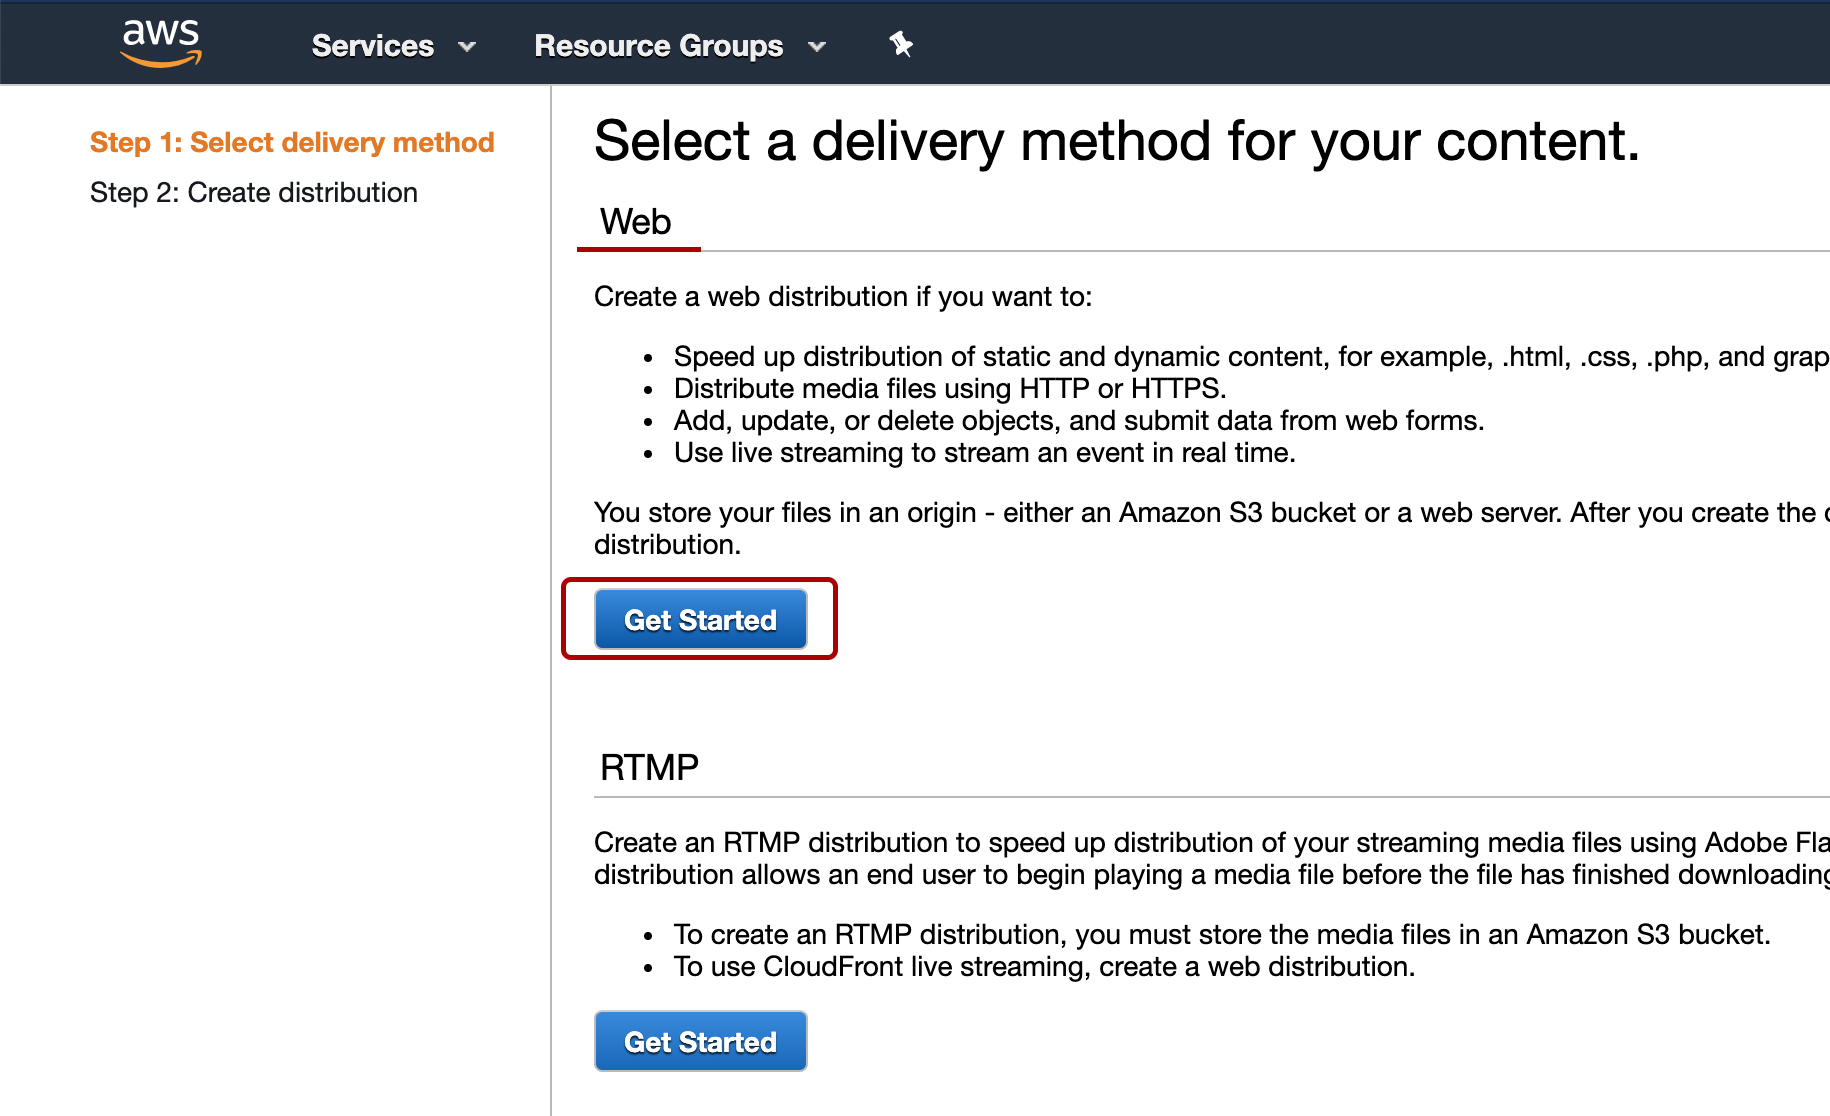 aws Services Resource Groups
Step 1: Select delivery method
Step 2: Create distribution
Select a delivery method for your content.
Web
Create a web distribution if you want to:
• Speed up distribution of static and dynamic content, for example, .html, .css, .php, and
• Distribute media files using HTTP or HTTPS.
• Add, update, or delete objects, and submit data from web forms.
• Use live streaming to stream an event in real time.
You store your files in an origin - either an Amazon S3 bucket or a web server. After you create the
distribution.
Get Started
RTMP
Create an RTMP distribution to speed up distribution of your streaming media files using Adobe
distribution allows an end user to begin playing a media file before the file has finished downloading
• To create an RTMP distribution, you must store the media files in an Amazon S3 bucket.
• To use CloudFront live streaming, create a web distribution.
Get Started